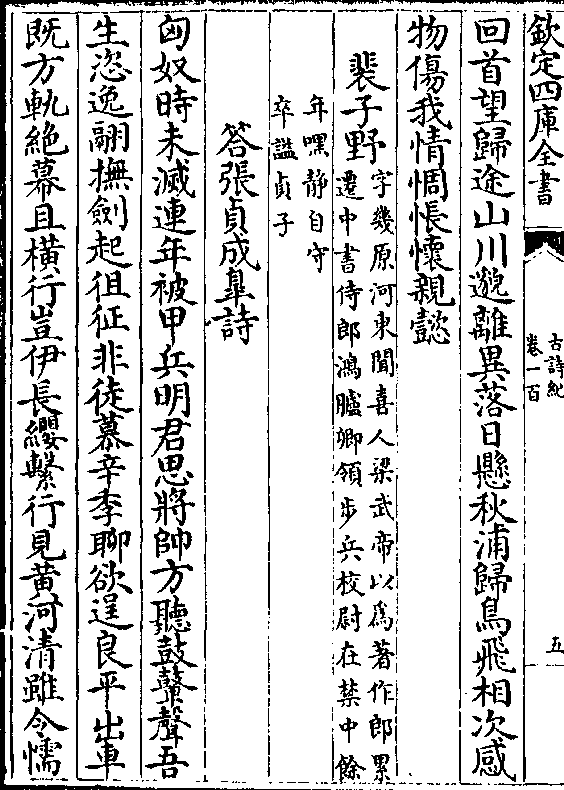 欽定四庫全書
古詩紀
卷一百
五
回首望歸途山川邈離異落日懸秋浦歸鳥飛相次感
物傷我情惆悵懷親懿
裴子野
字幾原河東聞喜人梁武帝以為著作郎累
遷中書侍郎鴻臚卿領步兵校尉在禁中餘
年嘿静自守
卒謚貞子
答張貞成臯詩
匈奴時未滅連年被甲兵明君思將帥方聽鼓鼙聲吾
生恣逸翮撫劍起徂征非徒慕辛季聊欲逞良平出車
既方軌絶幕且横行豈伊長纓繫行見黄河清雖令懦